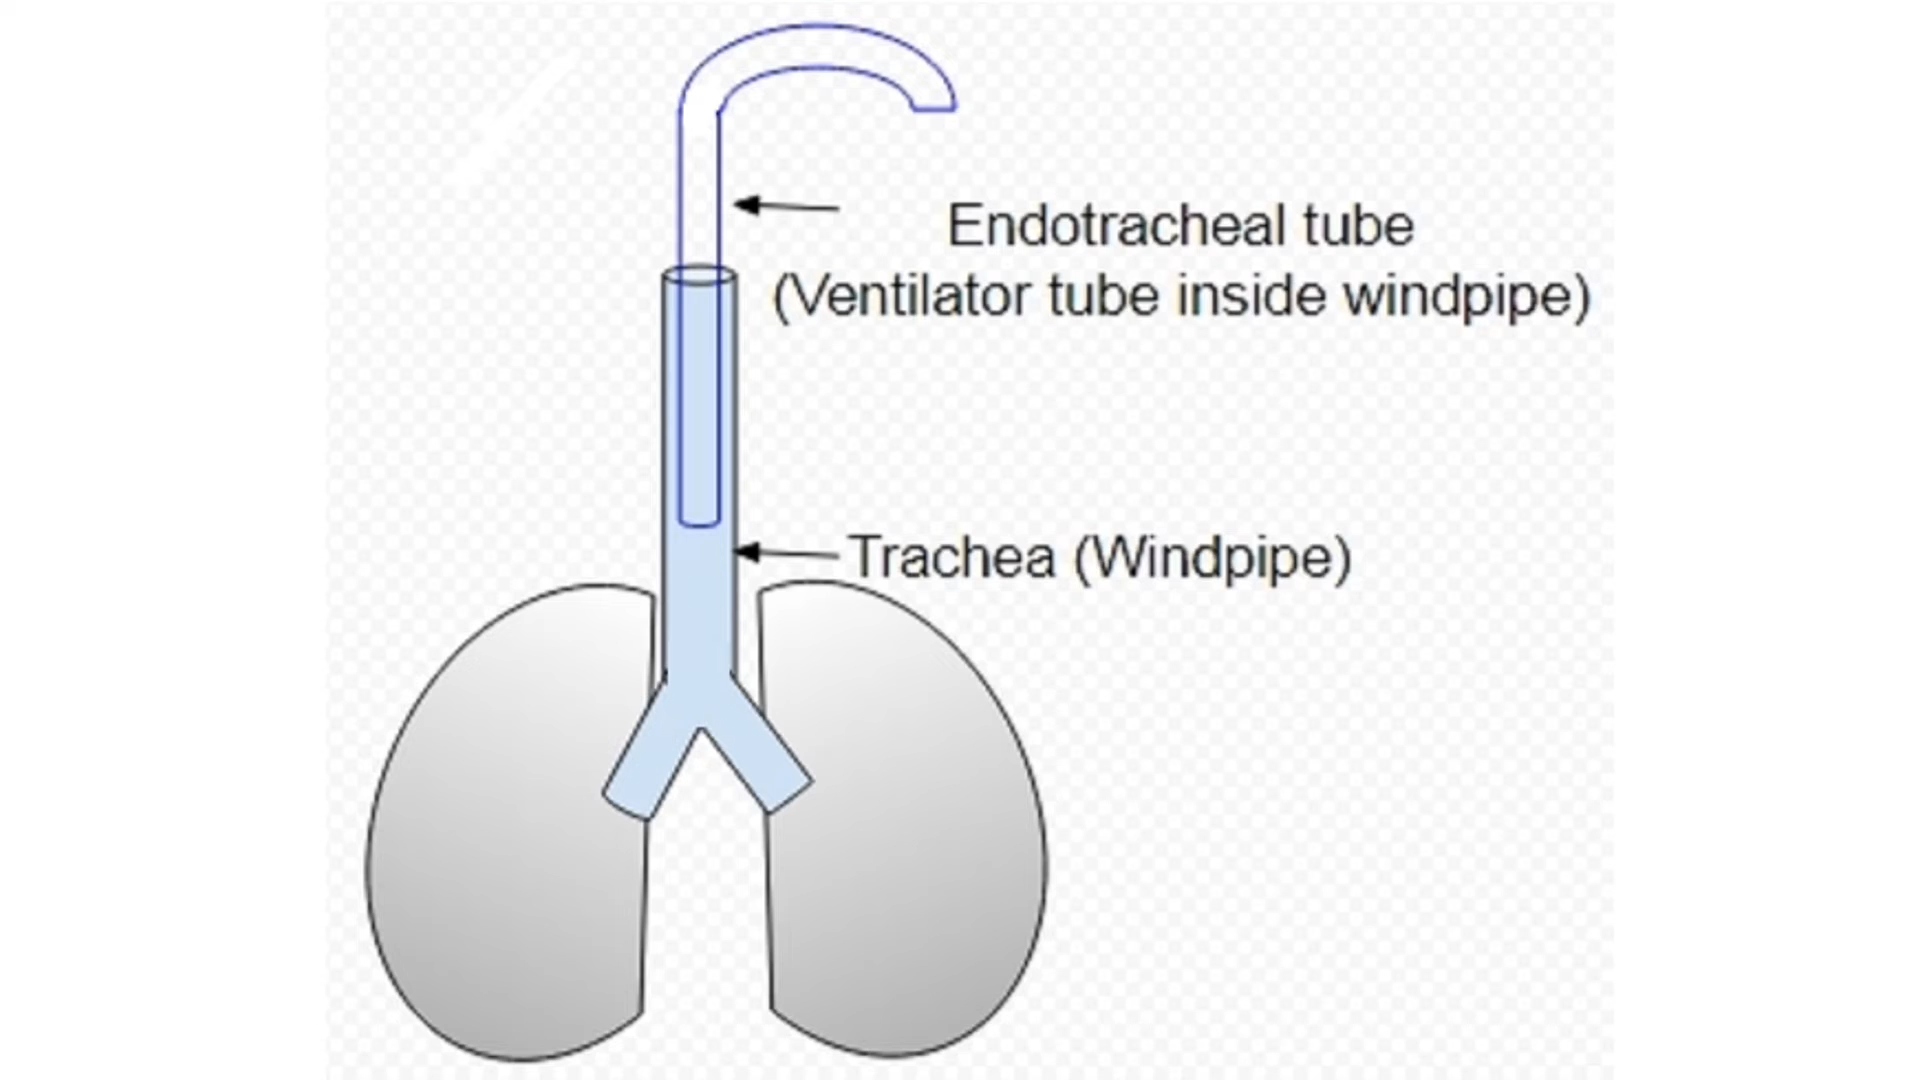 Endotracheal tube
(Ventilator tube inside windpipe)
Trachea (Windpipe)